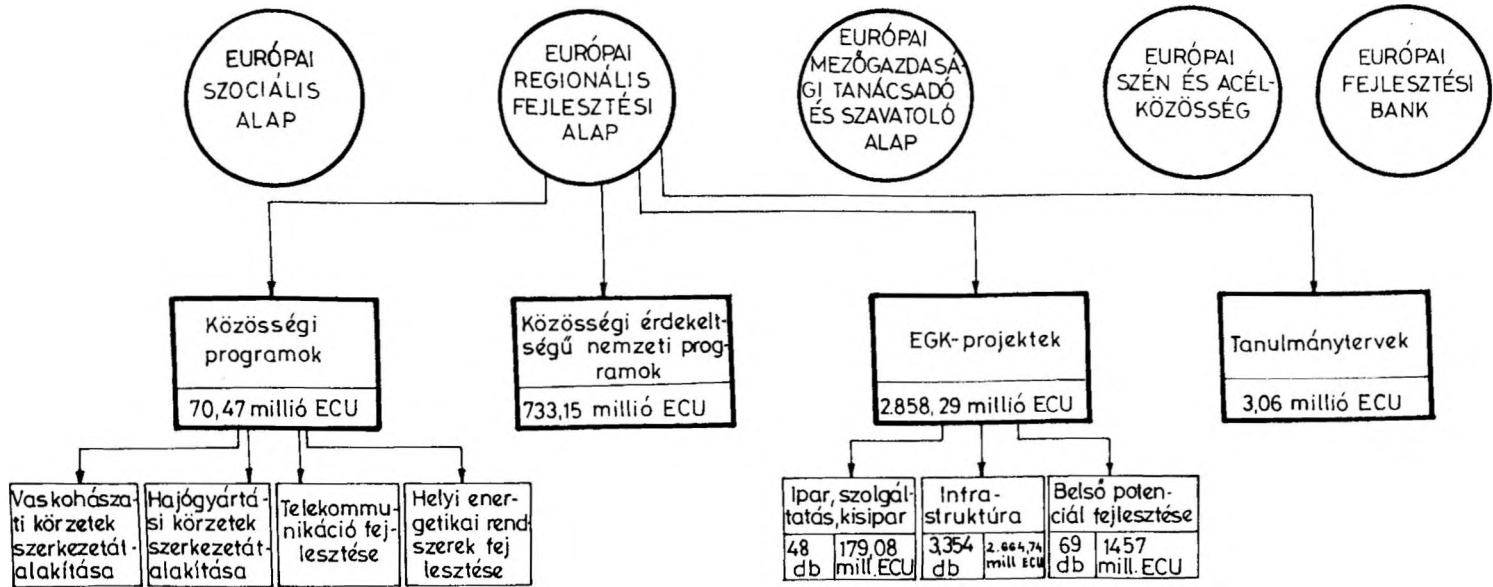 EURÓPAI
SZOCIÁLIS
ALAP
EURÓPAI
REGIONÁLIS
FEJLESZTÉSI
ALAP
EURÓPAI
MEZŐGAZDASÁ-
GI TANÁCSADÓ
ÉS SZAVATOLÓ
ALAP
EURÓPAI
SZÉN ÉS ACÉL-
KÖZÖSSÉG
EURÓPAI
FEJLESZTÉSI
BANK
Közösségi
programok
70,47 millió ECU
Közösségi érdekelt-
ségű nemzeti prog-
ramok
733,15 millió ECU
EGK-projektek
2.858,29 millió ECU
Tanulmánytervek
3,06 millió ECU
Vaskohásza-
ti körzetek
szerkezetát-
alakítása
Hajógyártá-
si körzetek
szerkezetát-
alakítása
Telekommu-
nikáció fej-
lesztése
Helyi ener-
getikai rend
szerek fej
lesztése
Ipar, szolgál-
tatás, kisipar
48
db
179,08
mill. ECU
Infra-
struktúra
3,354
db
2.664,74
mill ECU
Belső poten-
ciál fejlesztése
69
db
1457
mill. ECU